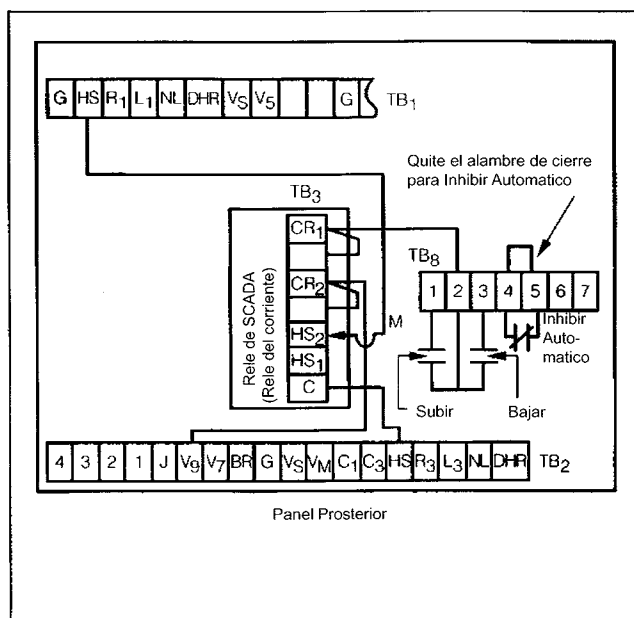 G HS R1 L1 NL DHR VS V5 G TB1
Quite el alambre de cierre
para Inhibir Automatico
TB3
CR1
CR2
HS2
HS1
C
Rele de SCADA
(Rele del corriente)
M
TB8
1 2 3 4 5 6 7
Inhibir
Auto-
matico
Subir
Bajar
4 3 2 1 J V9 V7 BR G VS VM C1 C3 HS R3 L3 NL DHR TB2
Panel Prosterior